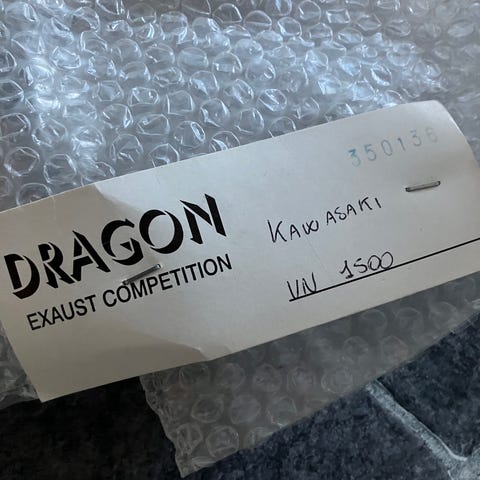 350136
DRAGON
EXAUST COMPETITION
KAWASAKI
VN 1500